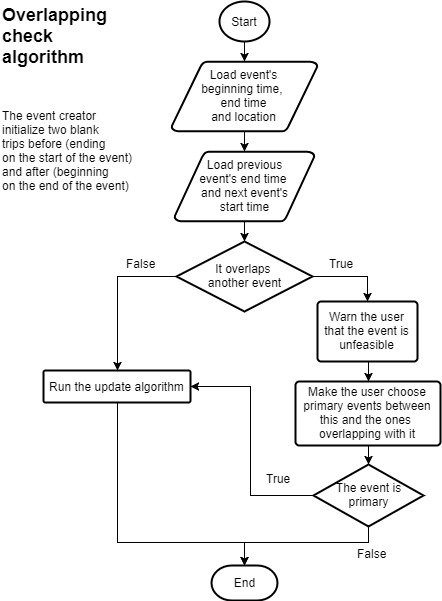 Overlapping
check
algorithm
The event creator
initialize two blank
trips before (ending
on the start of the event)
and after (beginning
on the end of the event)
Start
Load event's
beginning time,
end time
and location
Load previous
event's end time
and next event's
start time
It overlaps
another event
False
True
Warn the user
that the event is
unfeasible
Run the update algorithm
Make the user choose
primary events between
this and the ones
overlapping with it
The event is
primary
True
False
End